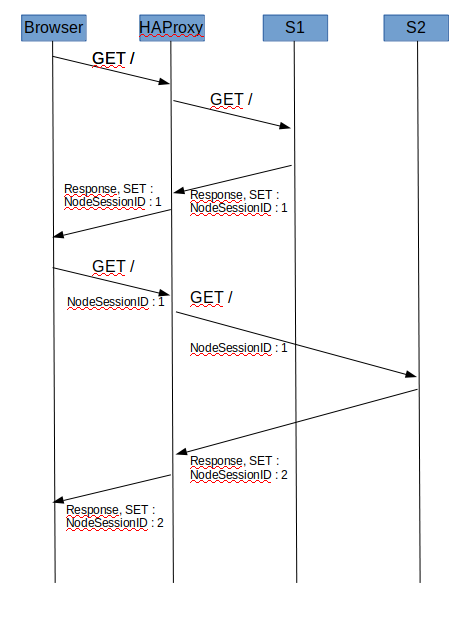 Browser HAProxy S1 S2
GET /
GET /
Response, SET :
NodeSessionID : 1
Response, SET :
NodeSessionID : 1
GET /
NodeSessionID : 1
GET /
NodeSessionID : 1
Response, SET :
NodeSessionID : 2
Response, SET :
NodeSessionID : 2